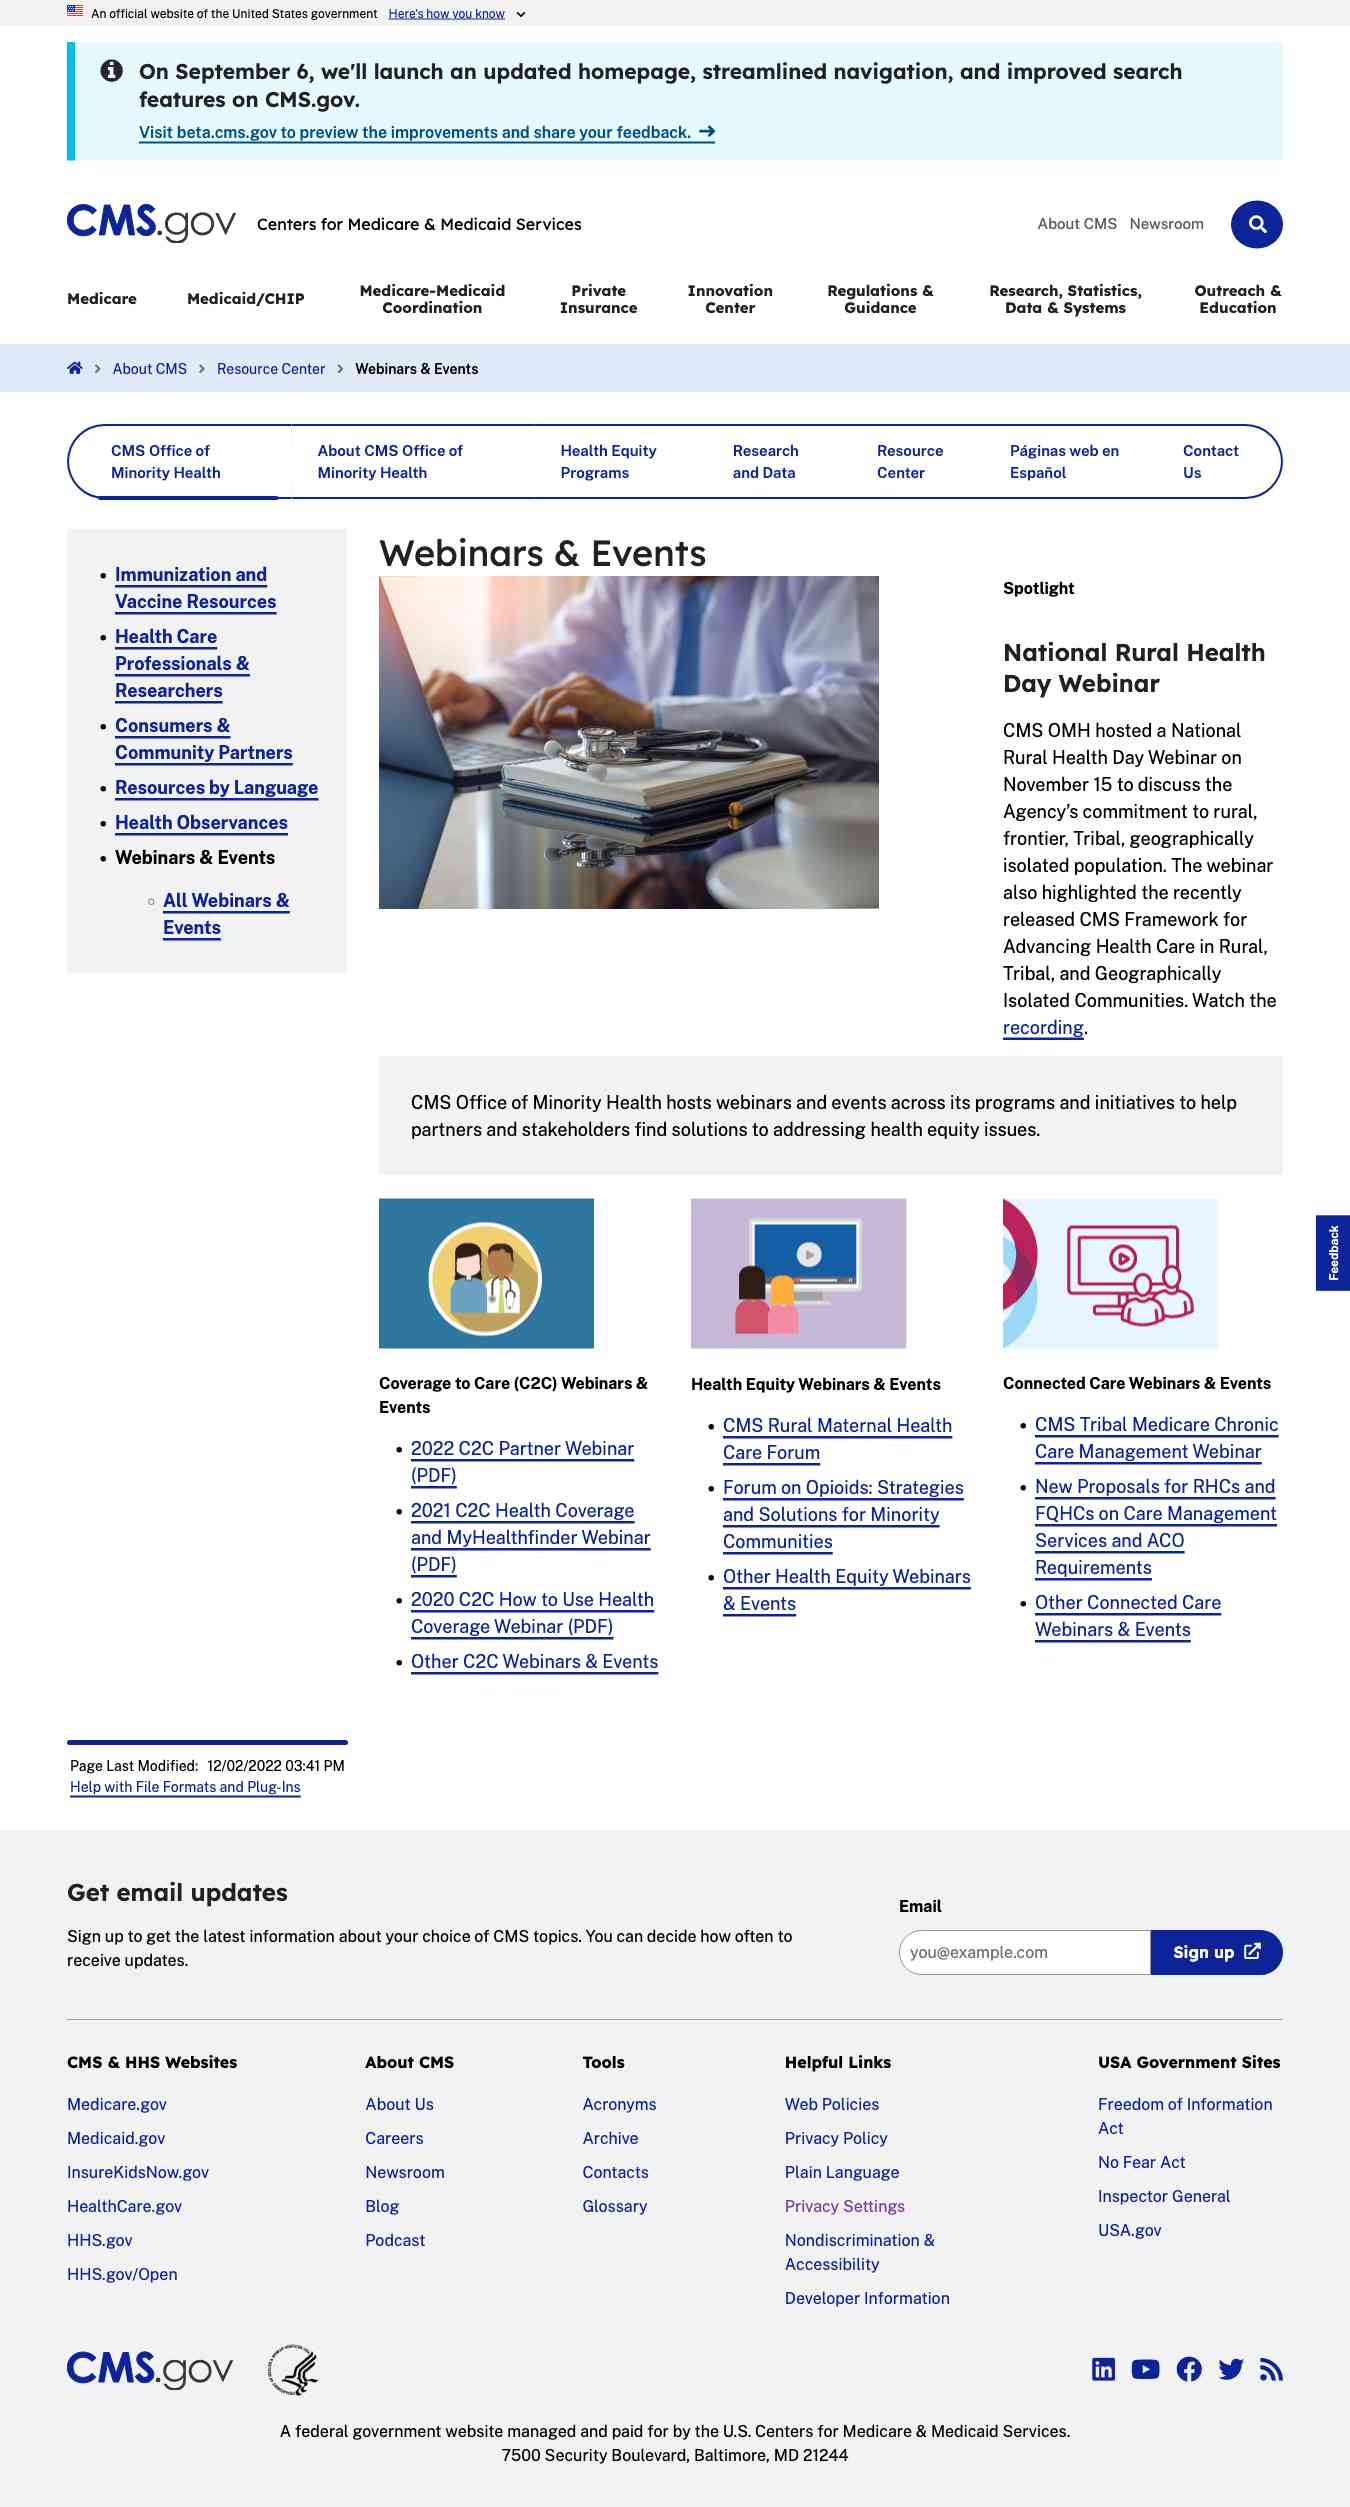 An official website of the United States government Here's how you know
On September 6, we'll launch an updated homepage, streamlined navigation, and improved search
features on CMS.gov.
Visit beta.cms.gov to preview the improvements and share your feedback.
CMS.gov Centers for Medicare & Medicaid Services
About CMS Newsroom
Medicare
Medicaid/CHIP
Medicare-Medicaid
Coordination
Private
Insurance
Innovation
Center
Regulations &
Guidance
Research, Statistics,
Data & Systems
Outreach &
Education
About CMS Resource Center Webinars & Events
CMS Office of
Minority Health
About CMS Office of
Minority Health
Health Equity
Programs
Research
and Data
Resource
Center
Páginas web en
Español
Contact
Us
Immunization and
Vaccine Resources
Health Care
Professionals &
Researchers
Consumers &
Community Partners
Resources by Language
Health Observances
Webinars & Events
All Webinars &
Events
Webinars & Events
Spotlight
National Rural Health
Day Webinar
CMS OMH hosted a National
Rural Health Day Webinar on
November 15 to discuss the
Agency's commitment to rural,
frontier, Tribal, geographically
isolated population. The webinar
also highlighted the recently
released CMS Framework for
Advancing Health Care in Rural,
Tribal, and Geographically
Isolated Communities. Watch the
recording.
CMS Office of Minority Health hosts webinars and events across its programs and initiatives to help
partners and stakeholders find solutions to addressing health equity issues.
Feedback
Coverage to Care (C2C) Webinars &
Events
2022 C2C Partner Webinar
(PDF)
2021 C2C Health Coverage
and MyHealthfinder Webinar
(PDF)
2020 C2C How to Use Health
Coverage Webinar (PDF)
Other C2C Webinars & Events
Health Equity Webinars & Events
CMS Rural Maternal Health
Care Forum
Forum on Opioids: Strategies
and Solutions for Minority
Communities
Other Health Equity Webinars
& Events
Connected Care Webinars & Events
CMS Tribal Medicare Chronic
Care Management Webinar
New Proposals for RHCs and
FQHCs on Care Management
Services and ACO
Requirements
Other Connected Care
Webinars & Events
Page Last Modified: 12/02/2022 03:41 PM
Help with File Formats and Plug-Ins
Get email updates
Sign up to get the latest information about your choice of CMS topics. You can decide how often to
receive updates.
Email
you@example.com
Sign up
CMS & HHS Websites
Medicare.gov
Medicaid.gov
InsureKidsNow.gov
HealthCare.gov
HHS.gov
HHS.gov/Open
About CMS
About Us
Careers
Newsroom
Blog
Podcast
Tools
Acronyms
Archive
Contacts
Glossary
Helpful Links
Web Policies
Privacy Policy
Plain Language
Privacy Settings
Nondiscrimination &
Accessibility
Developer Information
USA Government Sites
Freedom of Information
Act
No Fear Act
Inspector General
USA.gov
CMS.gov
A federal government website managed and paid for by the U.S. Centers for Medicare & Medicaid Services.
7500 Security Boulevard, Baltimore, MD 21244